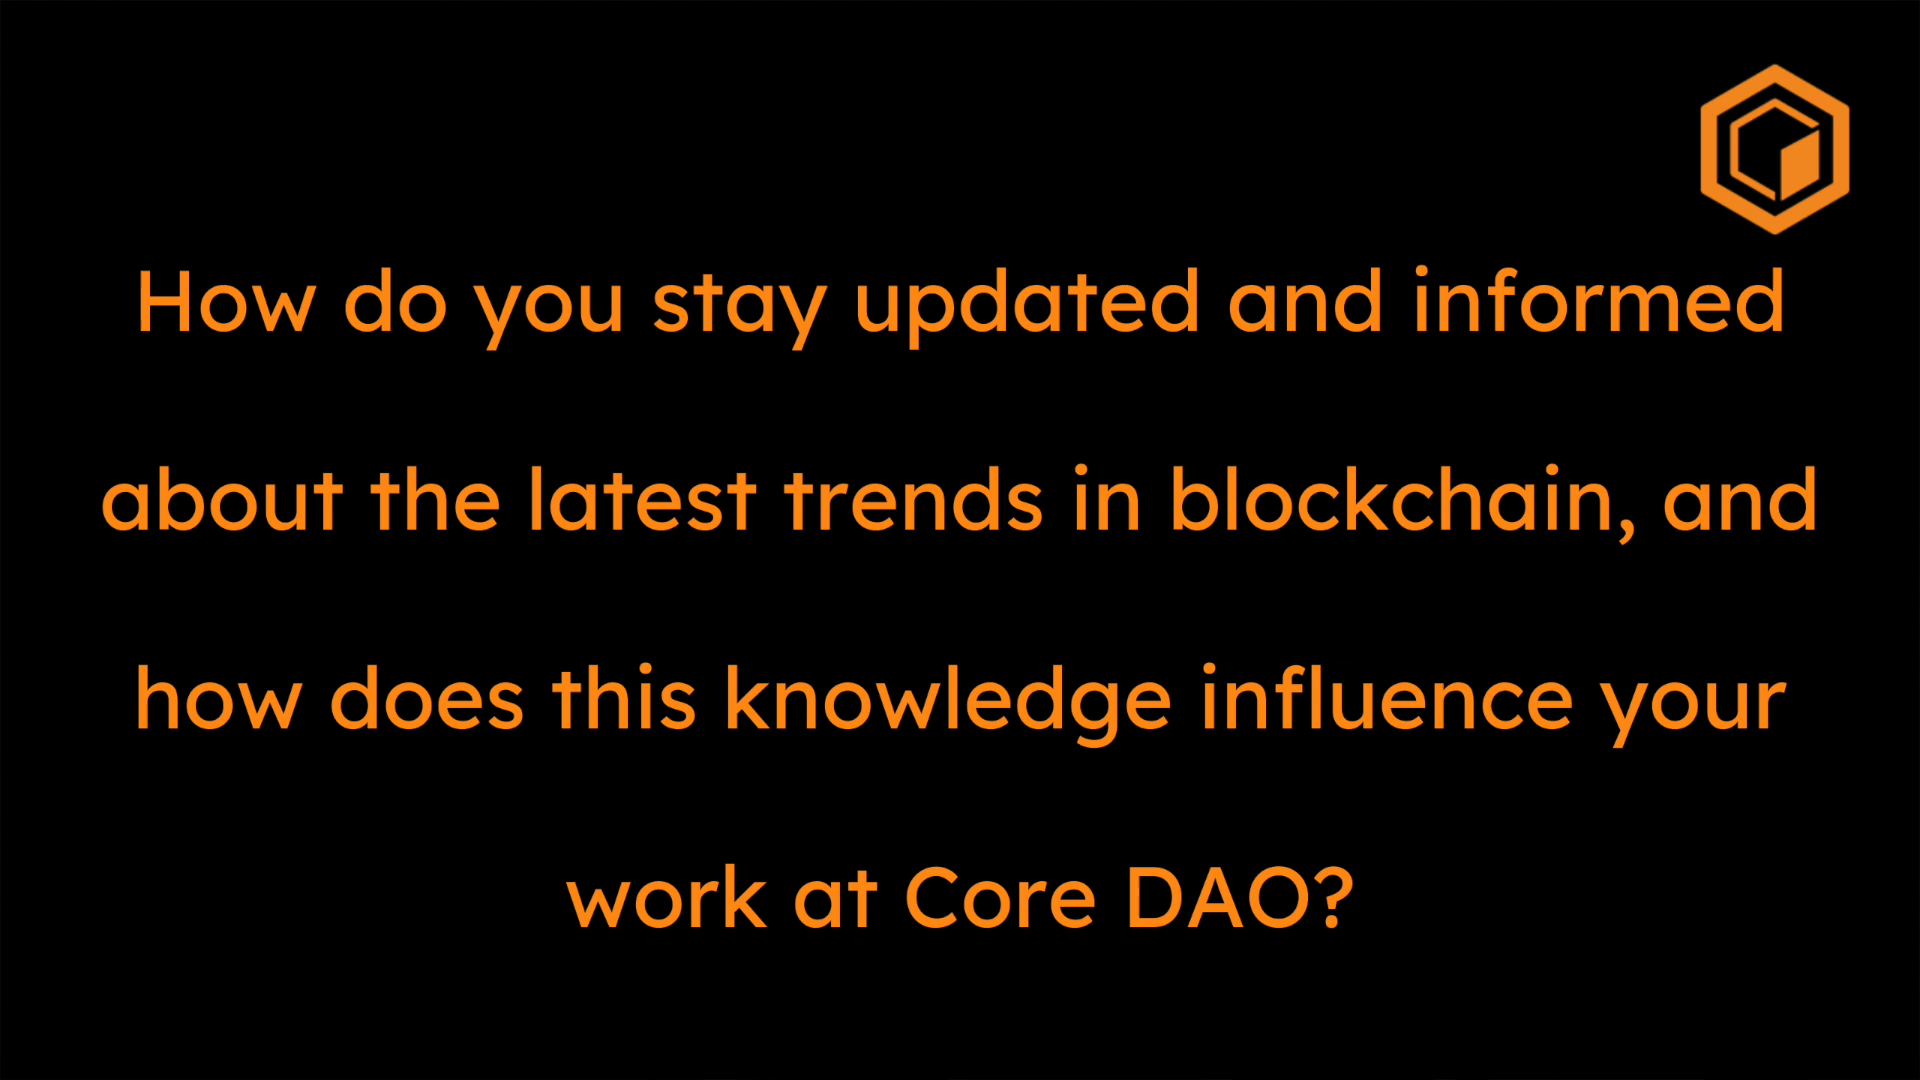 How do you stay updated and informed
about the latest trends in blockchain, and
how does this knowledge influence your
work at Core DAO?